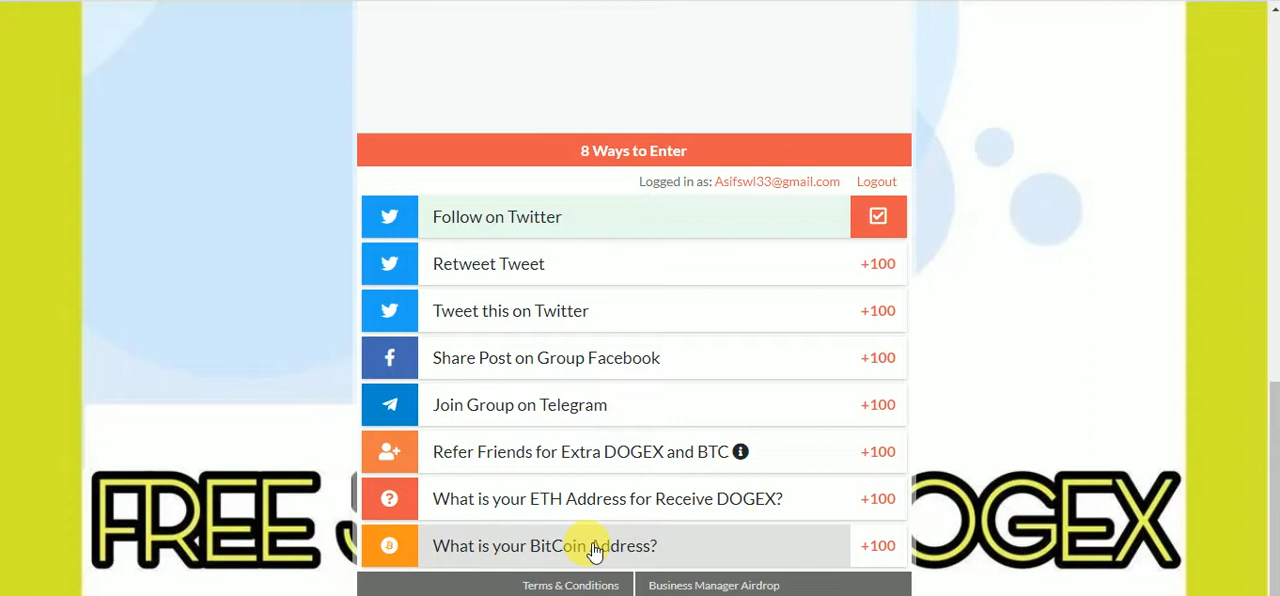 8 Ways to Enter
Logged in as: Asifswl33@gmail.com Logout
Follow on Twitter
Retweet Tweet +100
Tweet this on Twitter +100
Share Post on Group Facebook +100
Join Group on Telegram +100
Refer Friends for Extra DOGEX and BTC +100
What is your ETH Address for Receive DOGEX? +100
What is your BitCoin Address? +100
FREE OGEX
Terms & Conditions Business Manager Airdrop